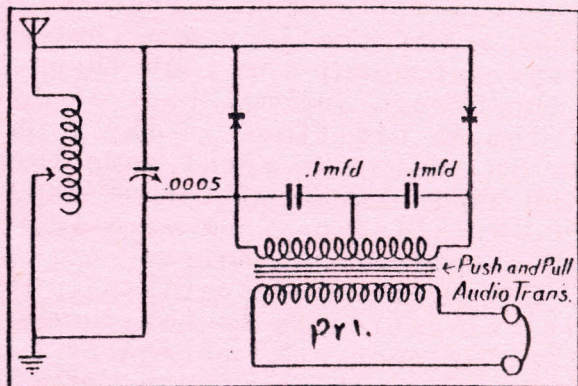 .1mfd .1mfd
.0005
←Push and Pull
Audio Trans.
pri.